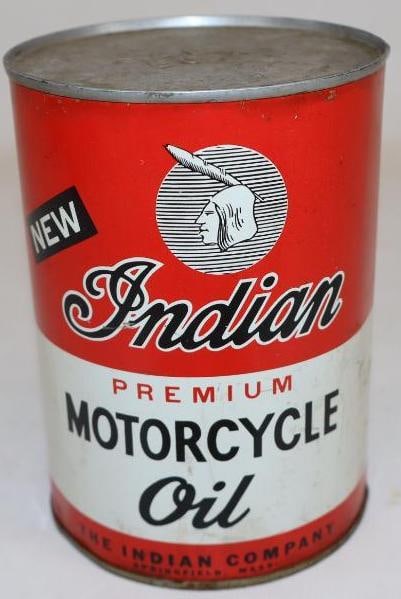 NEW
Indian
PREMIUM
MOTORCYCLE
Oil
THE INDIAN COMPANY
SPRINGFIELD, MASS.